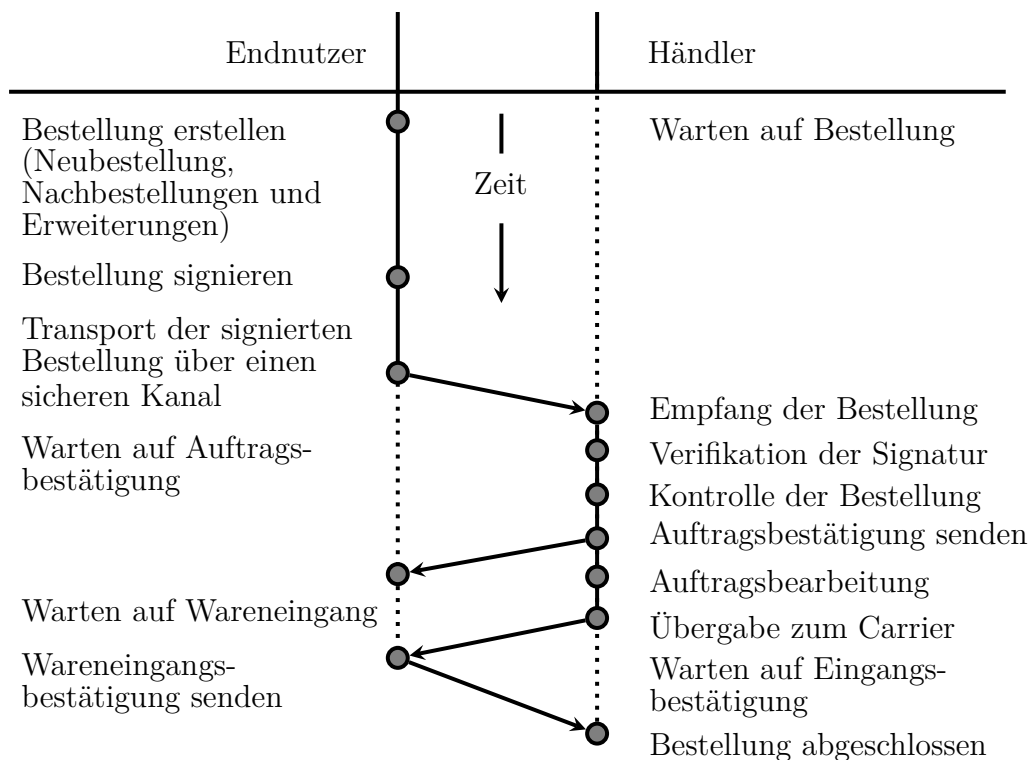 Endnutzer
Händler
Bestellung erstellen
(Neubestellung,
Nachbestellungen und
Erweiterungen)
Zeit
Warten auf Bestellung
Bestellung signieren
Transport der signierten
Bestellung über einen
sicheren Kanal
Empfang der Bestellung
Warten auf Auftrags-
bestätigung
Verifikation der Signatur
Kontrolle der Bestellung
Auftragsbestätigung senden
Auftragsbearbeitung
Warten auf Wareneingang
Übergabe zum Carrier
Wareneingangs-
bestätigung senden
Warten auf Eingangs-
bestätigung
Bestellung abgeschlossen